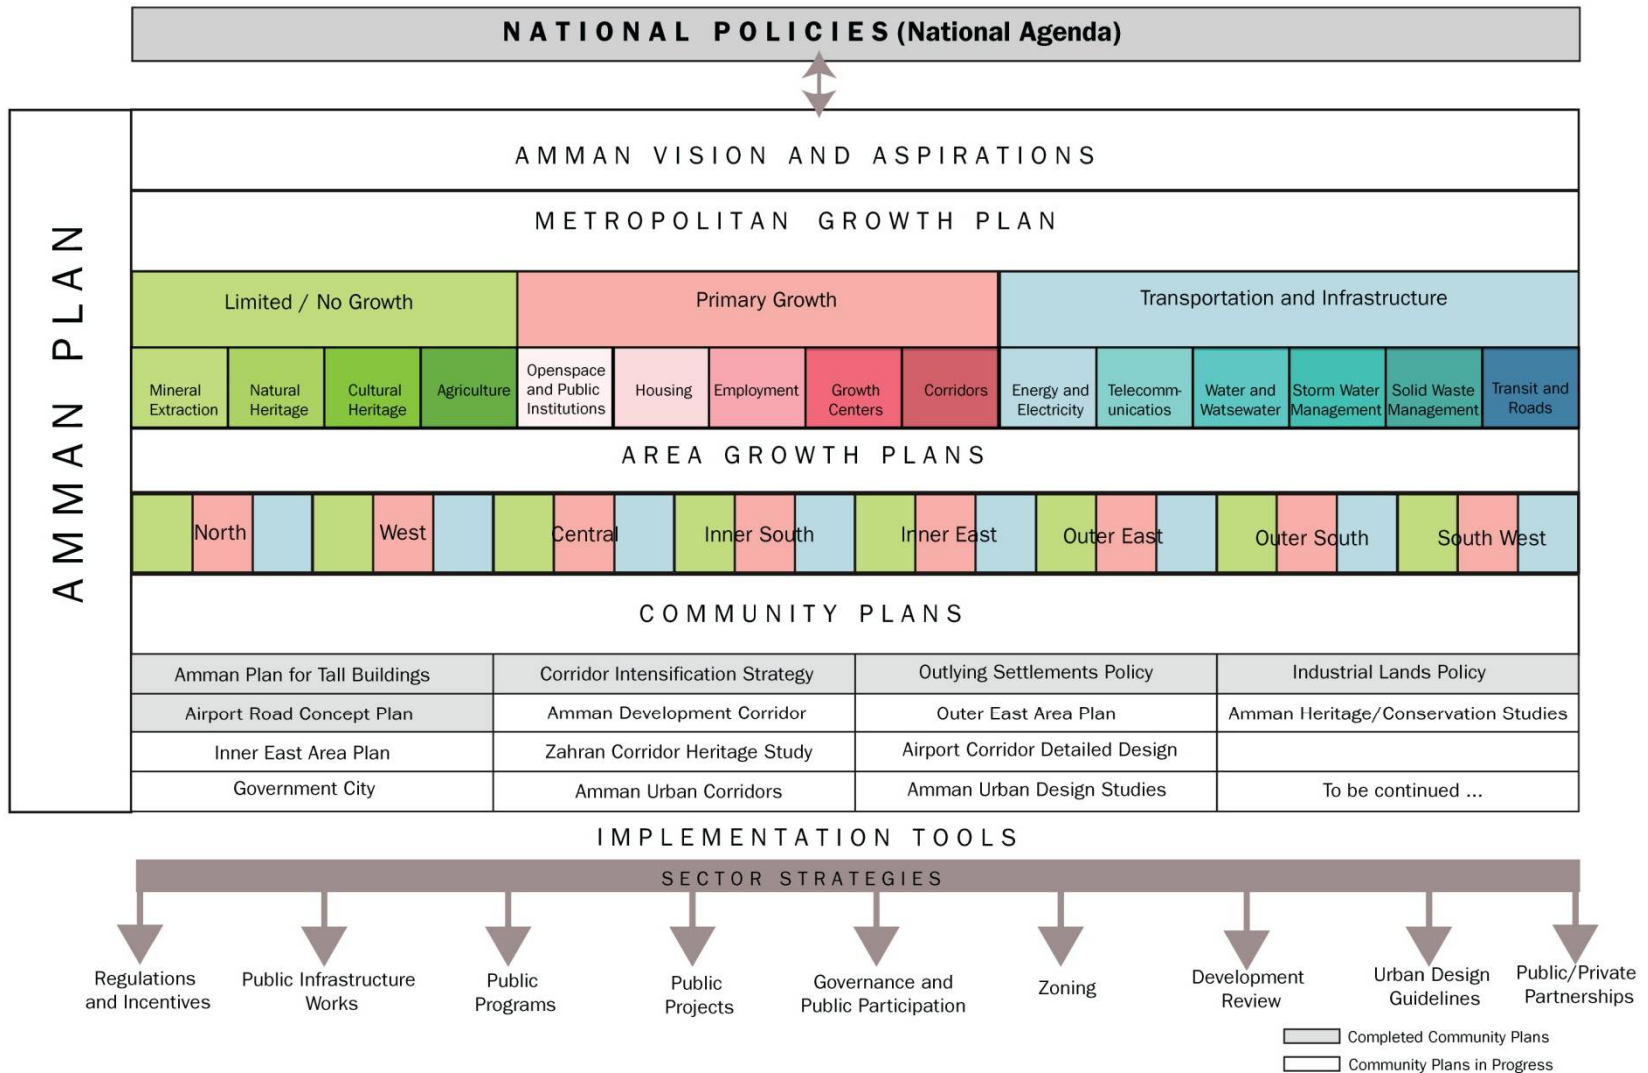 NATIONAL POLICIES (National Agenda)
AMMAN PLAN
AMMAN VISION AND ASPIRATIONS
METROPOLITAN GROWTH PLAN
Limited / No Growth
Primary Growth
Transportation and Infrastructure
Mineral
Extraction
Natural
Heritage
Cultural
Heritage
Agriculture
Openspace
and Public
Institutions
Housing
Employment
Growth
Centers
Corridors
Energy and
Electricity
Telecomm-
unicatios
Water and
Watsewater
Storm Water
Management
Solid Waste
Management
Transit and
Roads
AREA GROWTH PLANS
North
West
Central
Inner South
Inner East
Outer East
Outer South
South West
COMMUNITY PLANS
Amman Plan for Tall Buildings
Corridor Intensification Strategy
Outlying Settlements Policy
Industrial Lands Policy
Airport Road Concept Plan
Amman Development Corridor
Outer East Area Plan
Amman Heritage/Conservation Studies
Inner East Area Plan
Zahran Corridor Heritage Study
Airport Corridor Detailed Design
Government City
Amman Urban Corridors
Amman Urban Design Studies
To be continued ...
IMPLEMENTATION TOOLS
SECTOR STRATEGIES
Regulations
and Incentives
Public Infrastructure
Works
Public
Programs
Public
Projects
Governance and
Public Participation
Zoning
Development
Review
Urban Design
Guidelines
Public/Private
Partnerships
Completed Community Plans
Community Plans in Progress